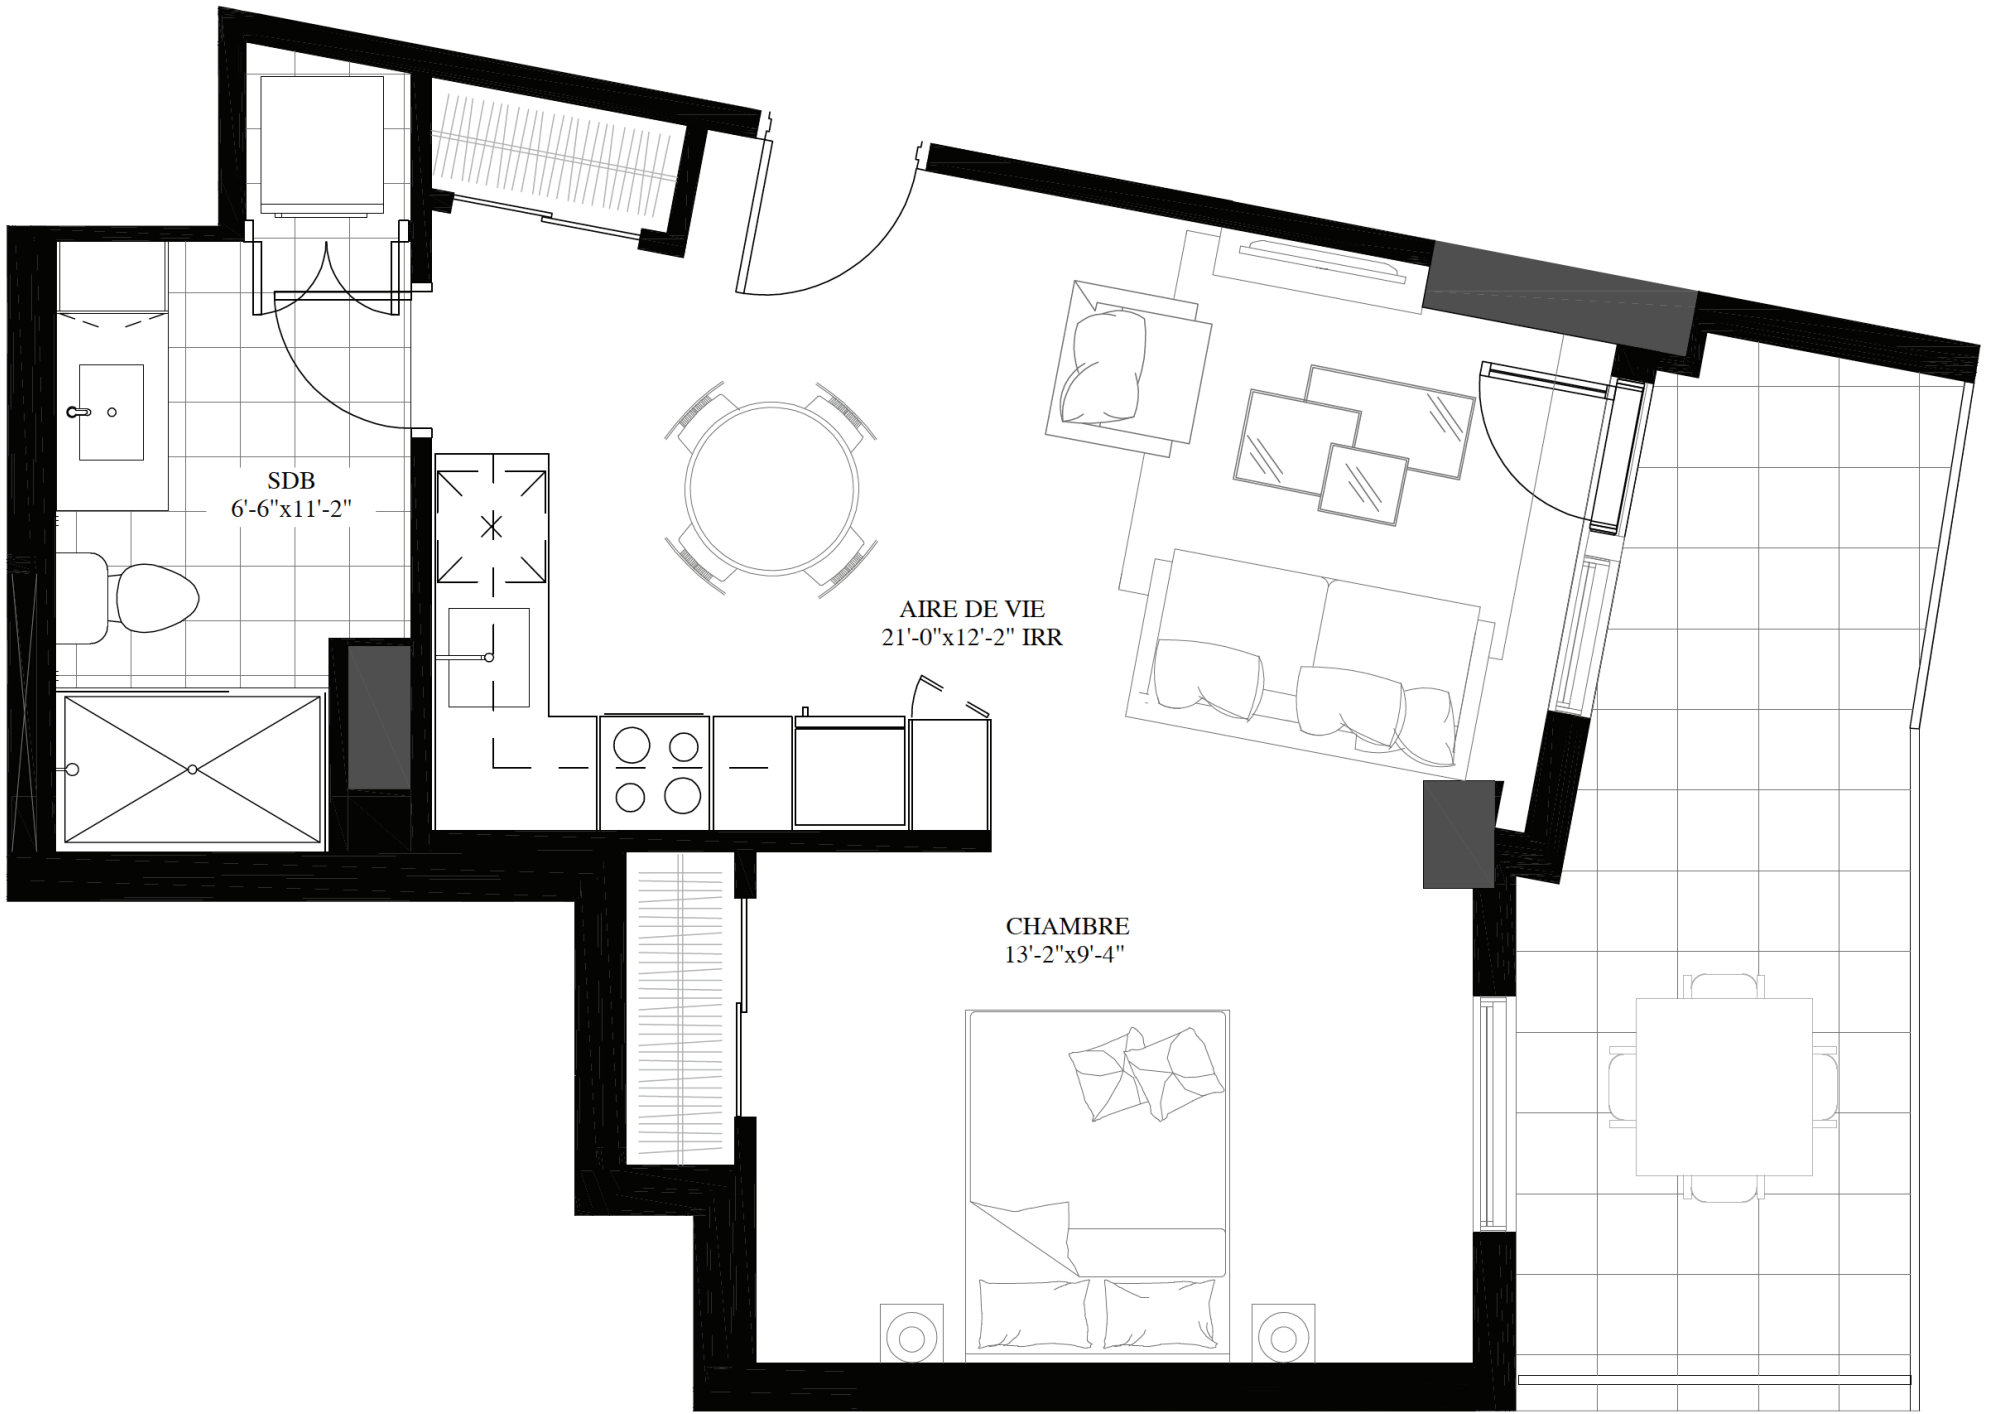 SDB
6'-6"x11'-2"
AIRE DE VIE
21'-0"x12'-2" IRR
CHAMBRE
13'-2"x9'-4"